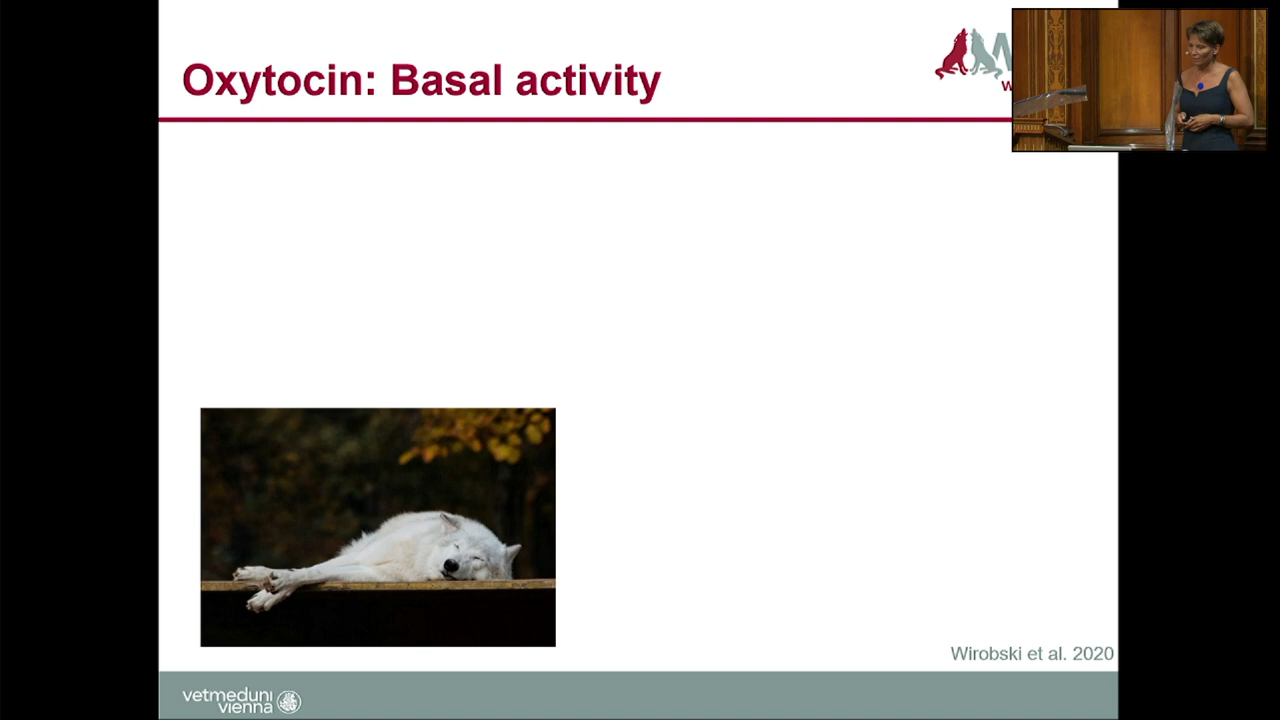 Oxytocin: Basal activity
Wirobski et al. 2020
vetmeduni
vienna